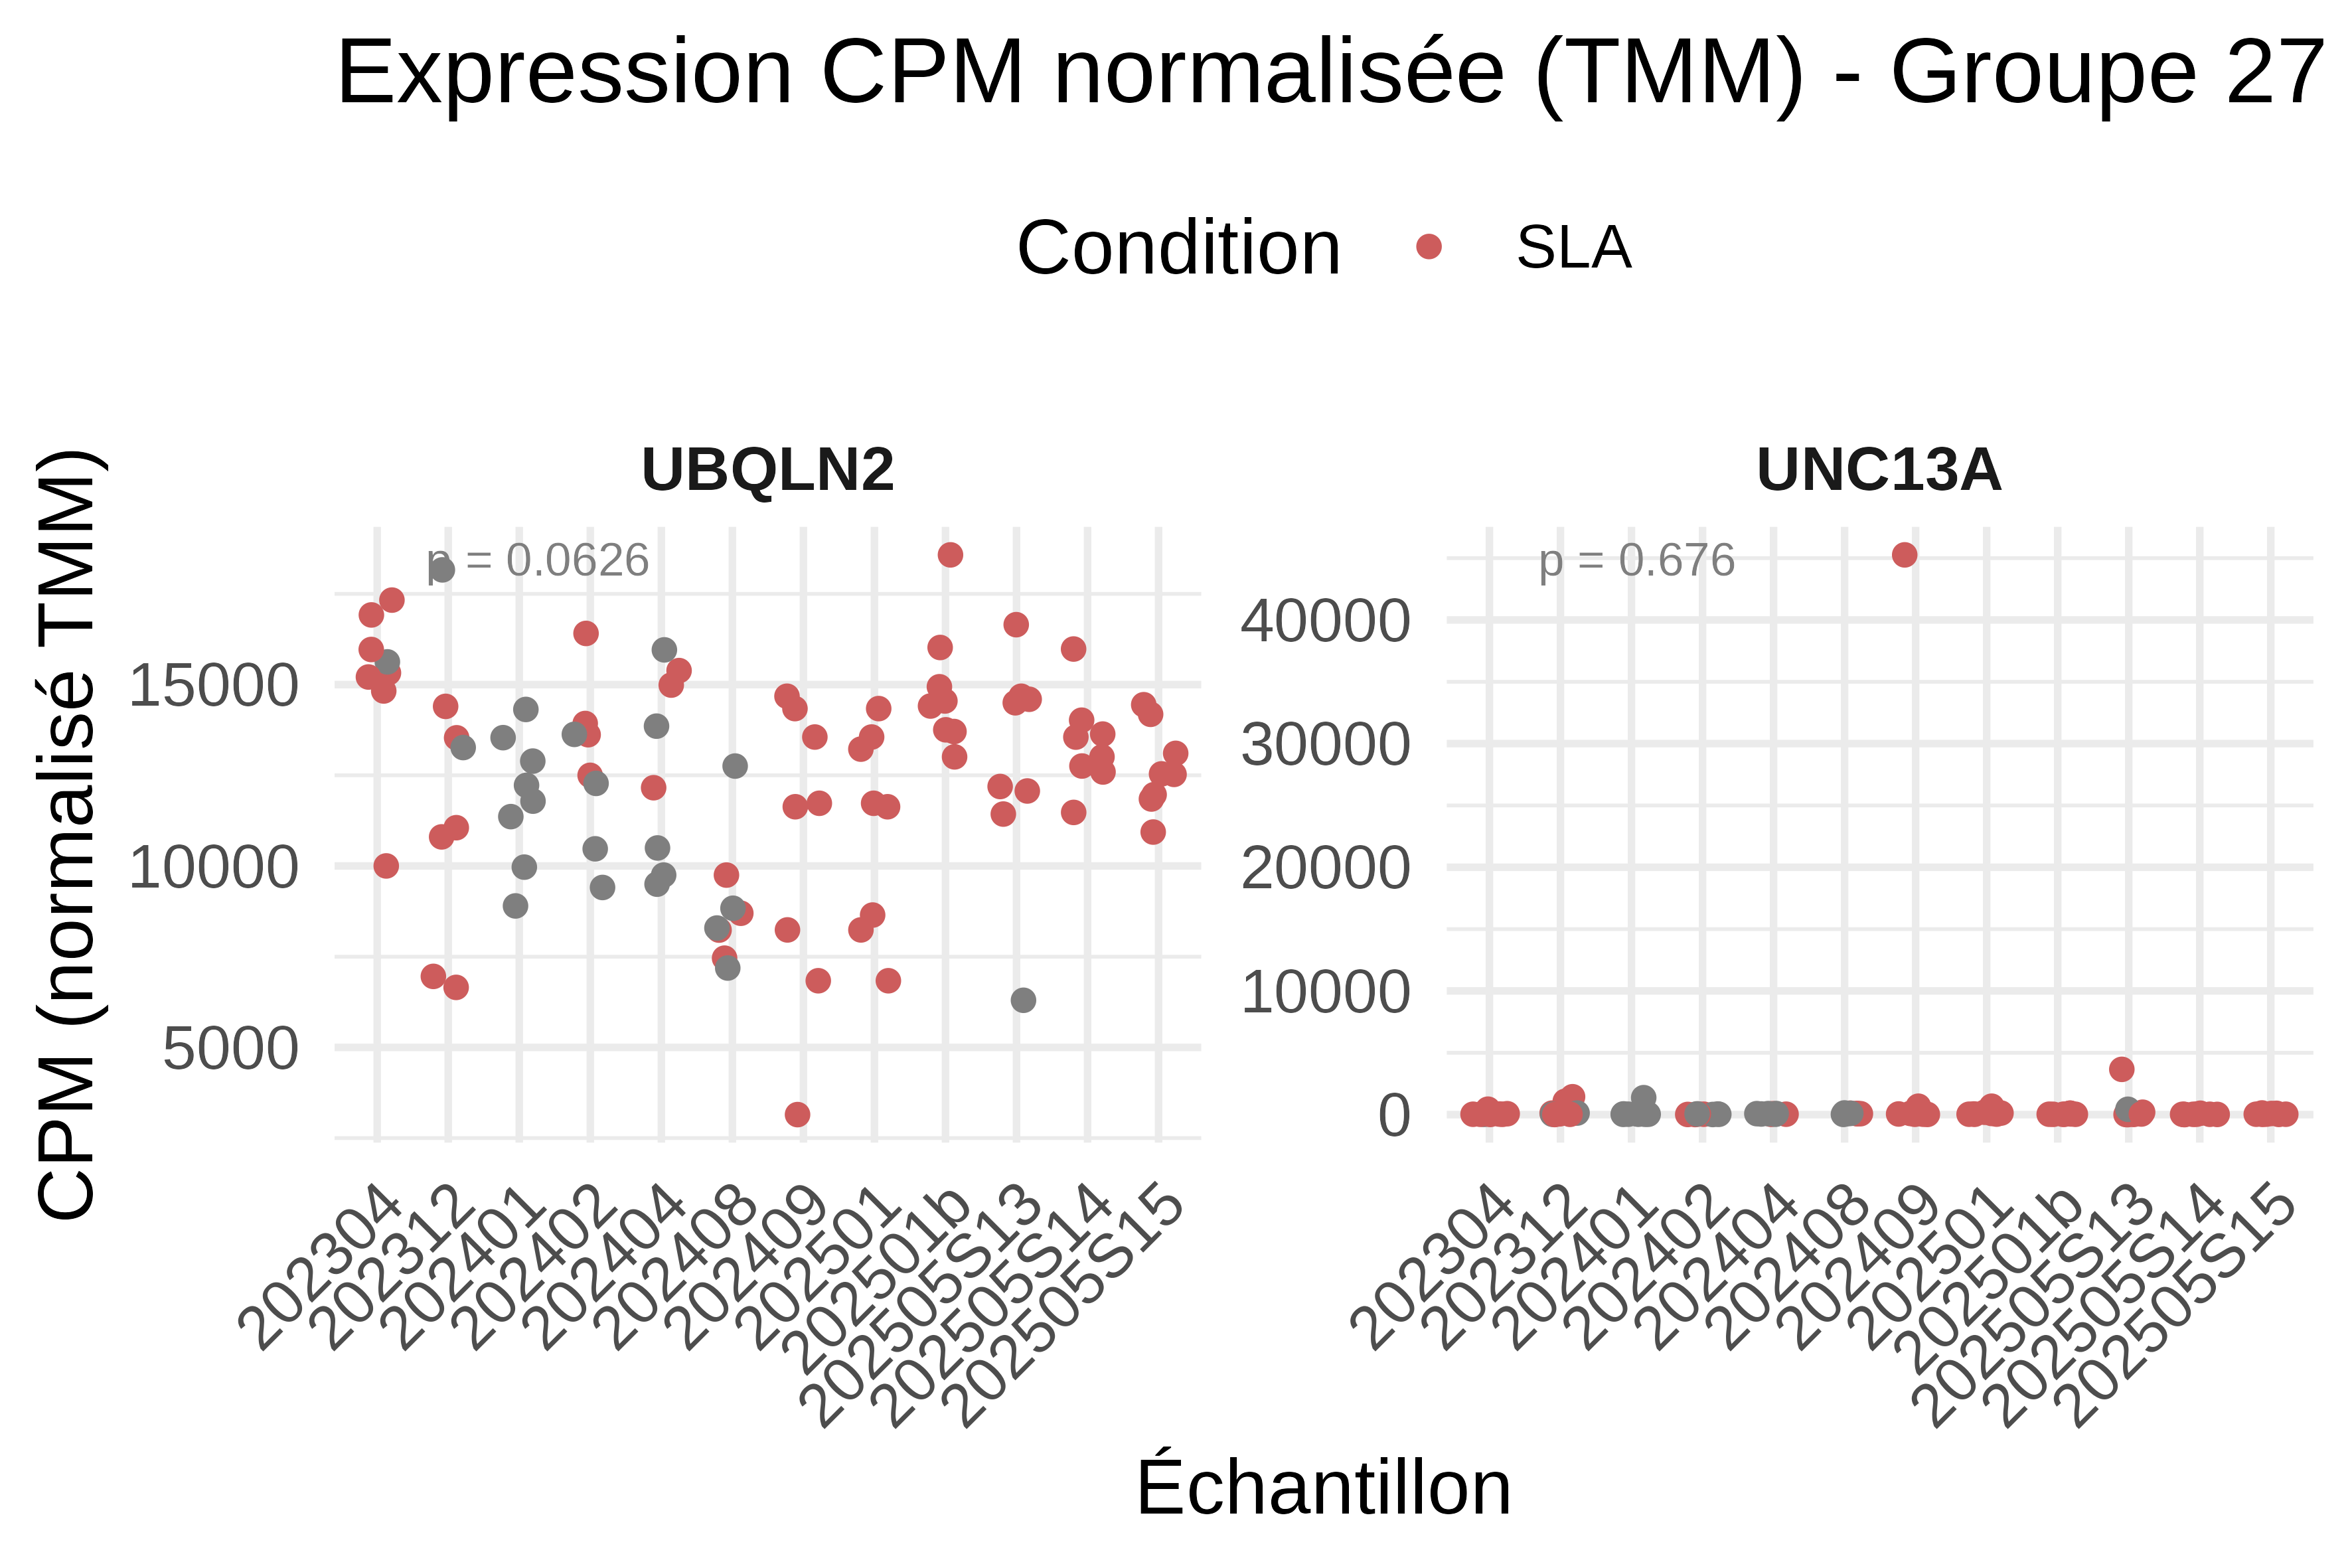 Expression CPM normalisée (TMM) - Groupe 27
Condition SLA
CPM (normalisé TMM)
UBQLN2
p = 0.0626
15000
10000
5000
202304
202312
202401
202402
202404
202408
202409
202501
202501b
202505S13
202505S14
202505S15
UNC13A
p = 0.676
40000
30000
20000
10000
0
202304
202312
202401
202402
202404
202408
202409
202501
202501b
202505S13
202505S14
202505S15
Échantillon